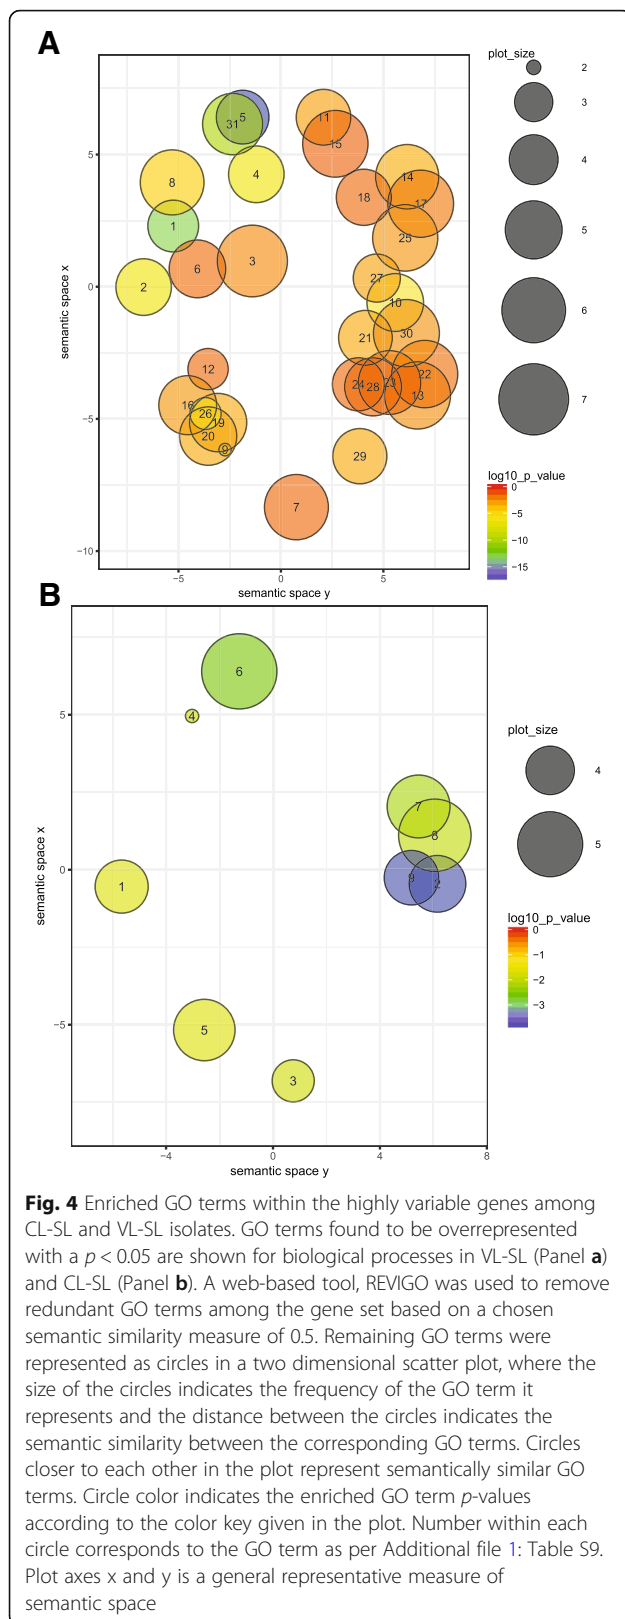 A
plot_size
2
3
4
5
6
7
log10_p_value
0
−5
−10
−15
semantic space x
5
0
−5
−10
−5
0
5
semantic space y
5
31
11
15
4
8
14
18
17
1
25
3
6
27
2
10
30
21
12
22
24
28
23
13
16
26
19
20
9
29
7
B
plot_size
4
5
log10_p_value
0
−1
−2
−3
semantic space x
5
0
−5
−4
0
4
8
semantic space y
6
4
7
8
9
2
1
5
3
Fig. 4 Enriched GO terms within the highly variable genes among
CL-SL and VL-SL isolates. GO terms found to be overrepresented
with a p < 0.05 are shown for biological processes in VL-SL (Panel a)
and CL-SL (Panel b). A web-based tool, REVIGO was used to remove
redundant GO terms among the gene set based on a chosen
semantic similarity measure of 0.5. Remaining GO terms were
represented as circles in a two dimensional scatter plot, where the
size of the circles indicates the frequency of the GO term it
represents and the distance between the circles indicates the
semantic similarity between the corresponding GO terms. Circles
closer to each other in the plot represent semantically similar GO
terms. Circle color indicates the enriched GO term p-values
according to the color key given in the plot. Number within each
circle corresponds to the GO term as per Additional file 1: Table S9.
Plot axes x and y is a general representative measure of
semantic space